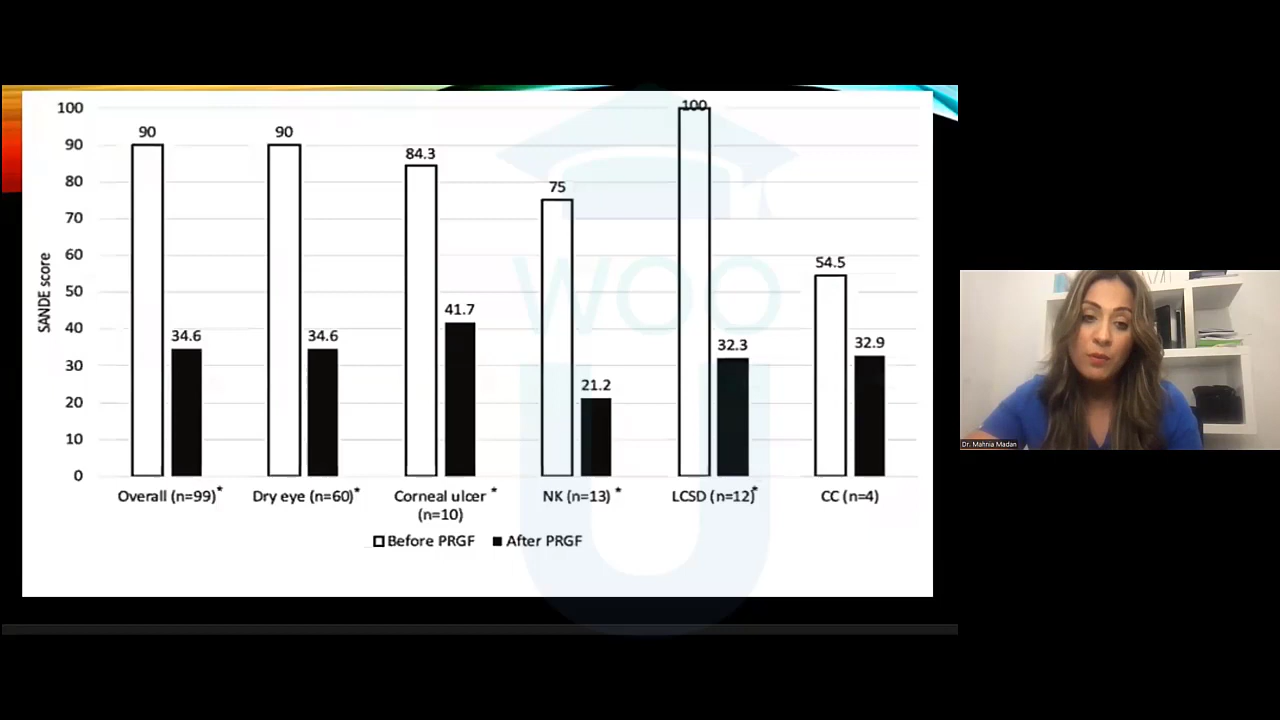 100
90
80
70
60
50
40
30
20
10
0
SANDE score
90
34.6
90
34.6
84.3
41.7
75
21.2
100
32.3
54.5
32.9
Overall (n=99)*
Dry eye (n=60)*
Corneal ulcer *
(n=10)
NK (n=13) *
LCSD (n=12)*
CC (n=4)
Before PRGF After PRGF
WOO
U
Dr. Mahnia Madan